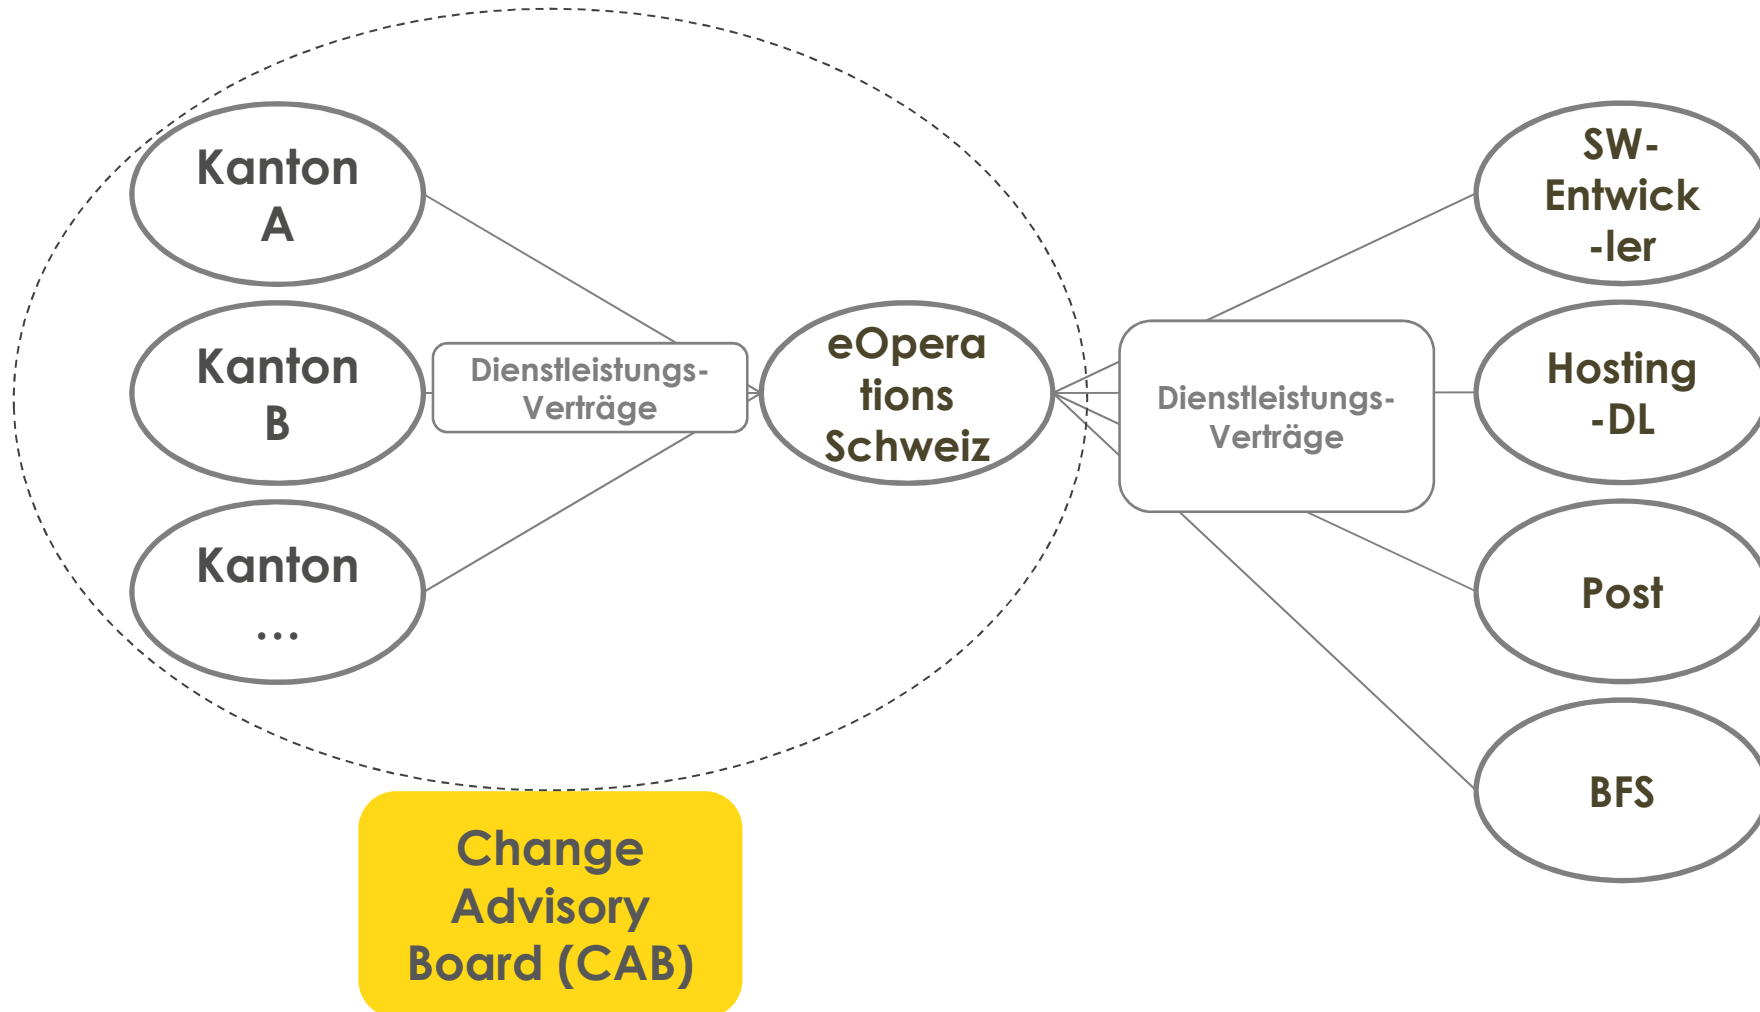 Kanton
A
Kanton
B
Kanton
...
Dienstleistungs-
Verträge
eOpera
tions
Schweiz
Dienstleistungs-
Verträge
SW-
Entwick
-ler
Hosting
-DL
Post
BFS
Change
Advisory
Board (CAB)